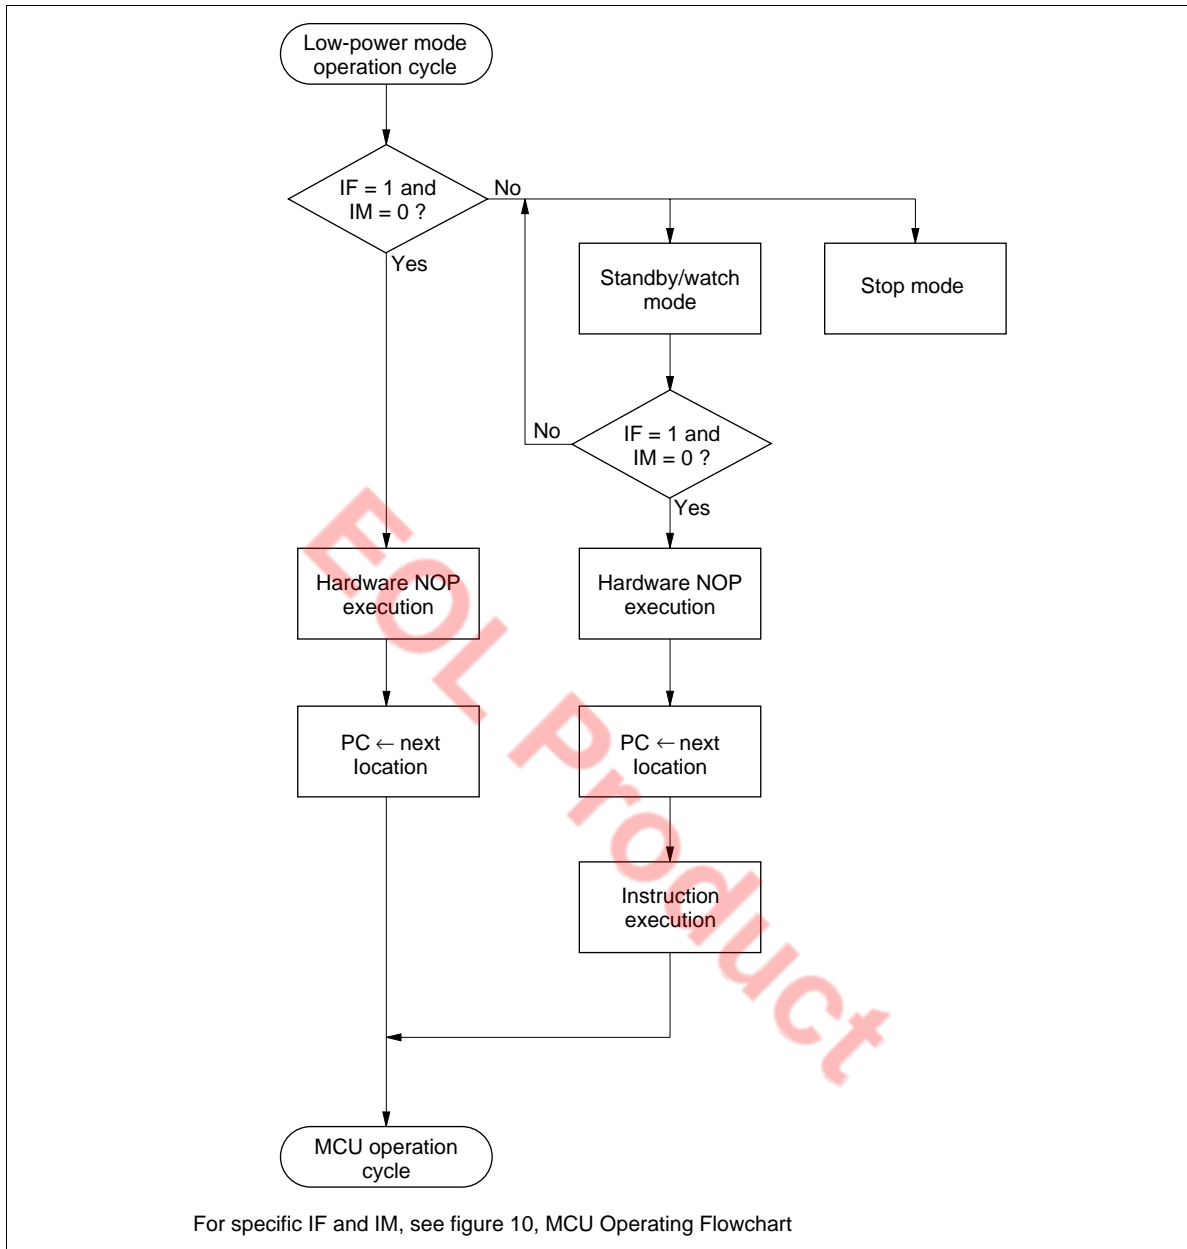 Low-power mode
operation cycle
IF = 1 and
IM = 0 ?
No
Yes
Standby/watch
mode
Stop mode
IF = 1 and
IM = 0 ?
No
Yes
Hardware NOP
execution
Hardware NOP
execution
PC ← next
location
PC ← next
location
Instruction
execution
MCU operation
cycle
For specific IF and IM, see figure 10, MCU Operating Flowchart
EOL Product